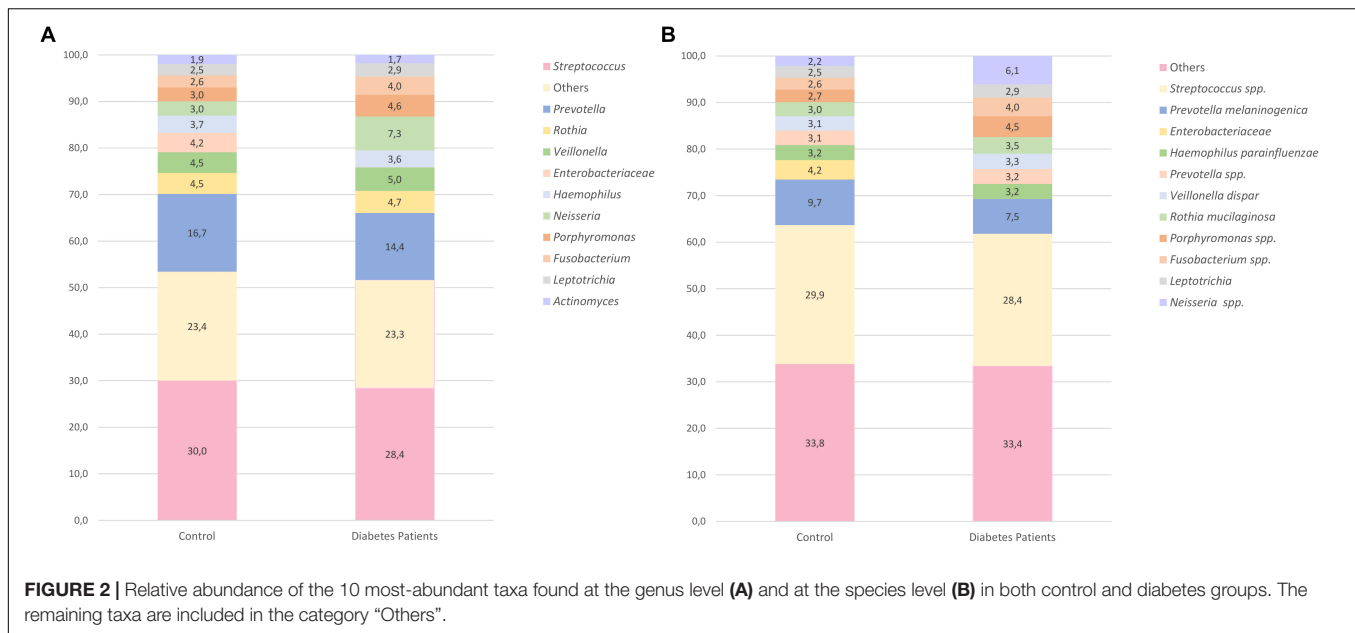 A
100,0
90,0
80,0
70,0
60,0
50,0
40,0
30,0
20,0
10,0
0,0
1,9
2,5
2,6
3,0
3,0
3,7
4,2
4,5
4,5
16,7
23,4
30,0
Control
1,7
2,9
4,0
4,6
7,3
3,6
5,0
4,7
14,4
23,3
28,4
Diabetes Patients
Streptococcus
Others
Prevotella
Rothia
Veillonella
Enterobacteriaceae
Haemophilus
Neisseria
Porphyromonas
Fusobacterium
Leptotrichia
Actinomyces
B
100,0
90,0
80,0
70,0
60,0
50,0
40,0
30,0
20,0
10,0
0,0
2,2
2,5
2,6
2,7
3,0
3,1
3,1
3,2
4,2
9,7
29,9
33,8
Control
6,1
2,9
4,0
4,5
3,5
3,3
3,2
3,2
7,5
28,4
33,4
Diabetes Patients
Others
Streptococcus spp.
Prevotella melaninogenica
Enterobacteriaceae
Haemophilus parainfluenzae
Prevotella spp.
Veillonella dispar
Rothia mucilaginosa
Porphyromonas spp.
Fusobacterium spp.
Leptotrichia
Neisseria spp.
FIGURE 2 | Relative abundance of the 10 most-abundant taxa found at the genus level (A) and at the species level (B) in both control and diabetes groups. The
remaining taxa are included in the category “Others”.